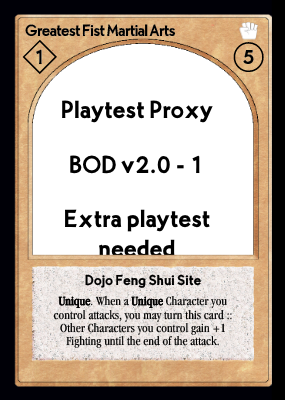 Greatest Fist Martial Arts
1
5
Playtest Proxy
BOD v2.0 - 1
Extra playtest
needed
Dojo Feng Shui Site
Unique. When a Unique Character you
control attacks, you may turn this card ::
Other Characters you control gain +1
Fighting until the end of the attack.